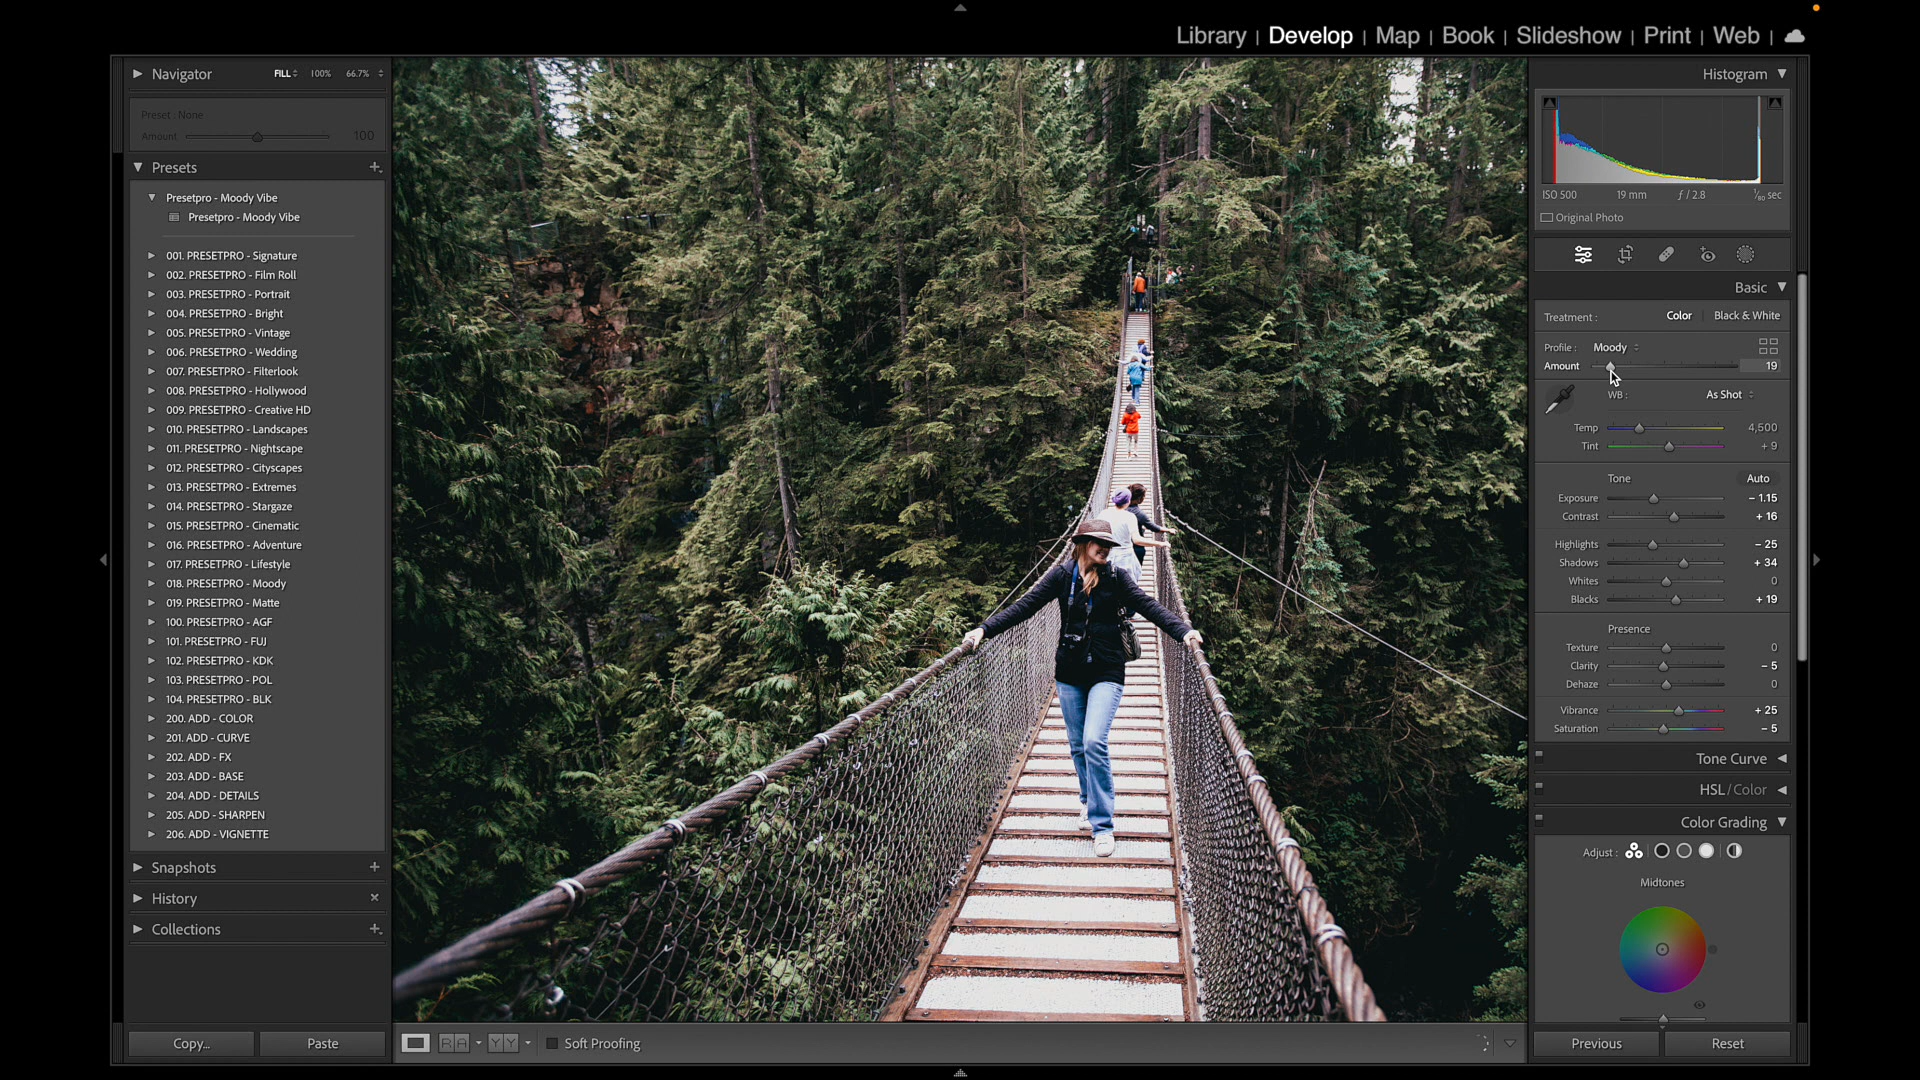 Library | Develop | Map | Book | Slideshow | Print | Web |
Navigator FILL 100% 66.7%
Preset : None
Amount 100
Presets
Presetpro - Moody Vibe
Presetpro - Moody Vibe
001. PRESETPRO - Signature
002. PRESETPRO - Film Roll
003. PRESETPRO - Portrait
004. PRESETPRO - Bright
005. PRESETPRO - Vintage
006. PRESETPRO - Wedding
007. PRESETPRO - Filterlook
008. PRESETPRO - Hollywood
009. PRESETPRO - Creative HD
010. PRESETPRO - Landscapes
011. PRESETPRO - Nightscape
012. PRESETPRO - Cityscapes
013. PRESETPRO - Extremes
014. PRESETPRO - Stargaze
015. PRESETPRO - Cinematic
016. PRESETPRO - Adventure
017. PRESETPRO - Lifestyle
018. PRESETPRO - Moody
019. PRESETPRO - Matte
100. PRESETPRO - AGF
101. PRESETPRO - FUJ
102. PRESETPRO - KDK
103. PRESETPRO - POL
104. PRESETPRO - BLK
200. ADD - COLOR
201. ADD - CURVE
202. ADD - FX
203. ADD - BASE
204. ADD - DETAILS
205. ADD - SHARPEN
206. ADD - VIGNETTE
Snapshots
History
Collections
Copy... Paste
R A Y Y Soft Proofing
Histogram
ISO 500 19 mm ƒ / 2.8 1/80 sec
Original Photo
Basic
Treatment : Color | Black & White
Profile : Moody
Amount 19
WB : As Shot
Temp 4,500
Tint + 9
Tone Auto
Exposure – 1.15
Contrast + 16
Highlights – 25
Shadows + 34
Whites 0
Blacks + 19
Presence
Texture 0
Clarity – 5
Dehaze 0
Vibrance + 25
Saturation – 5
Tone Curve
HSL / Color
Color Grading
Adjust :
Midtones
Previous Reset